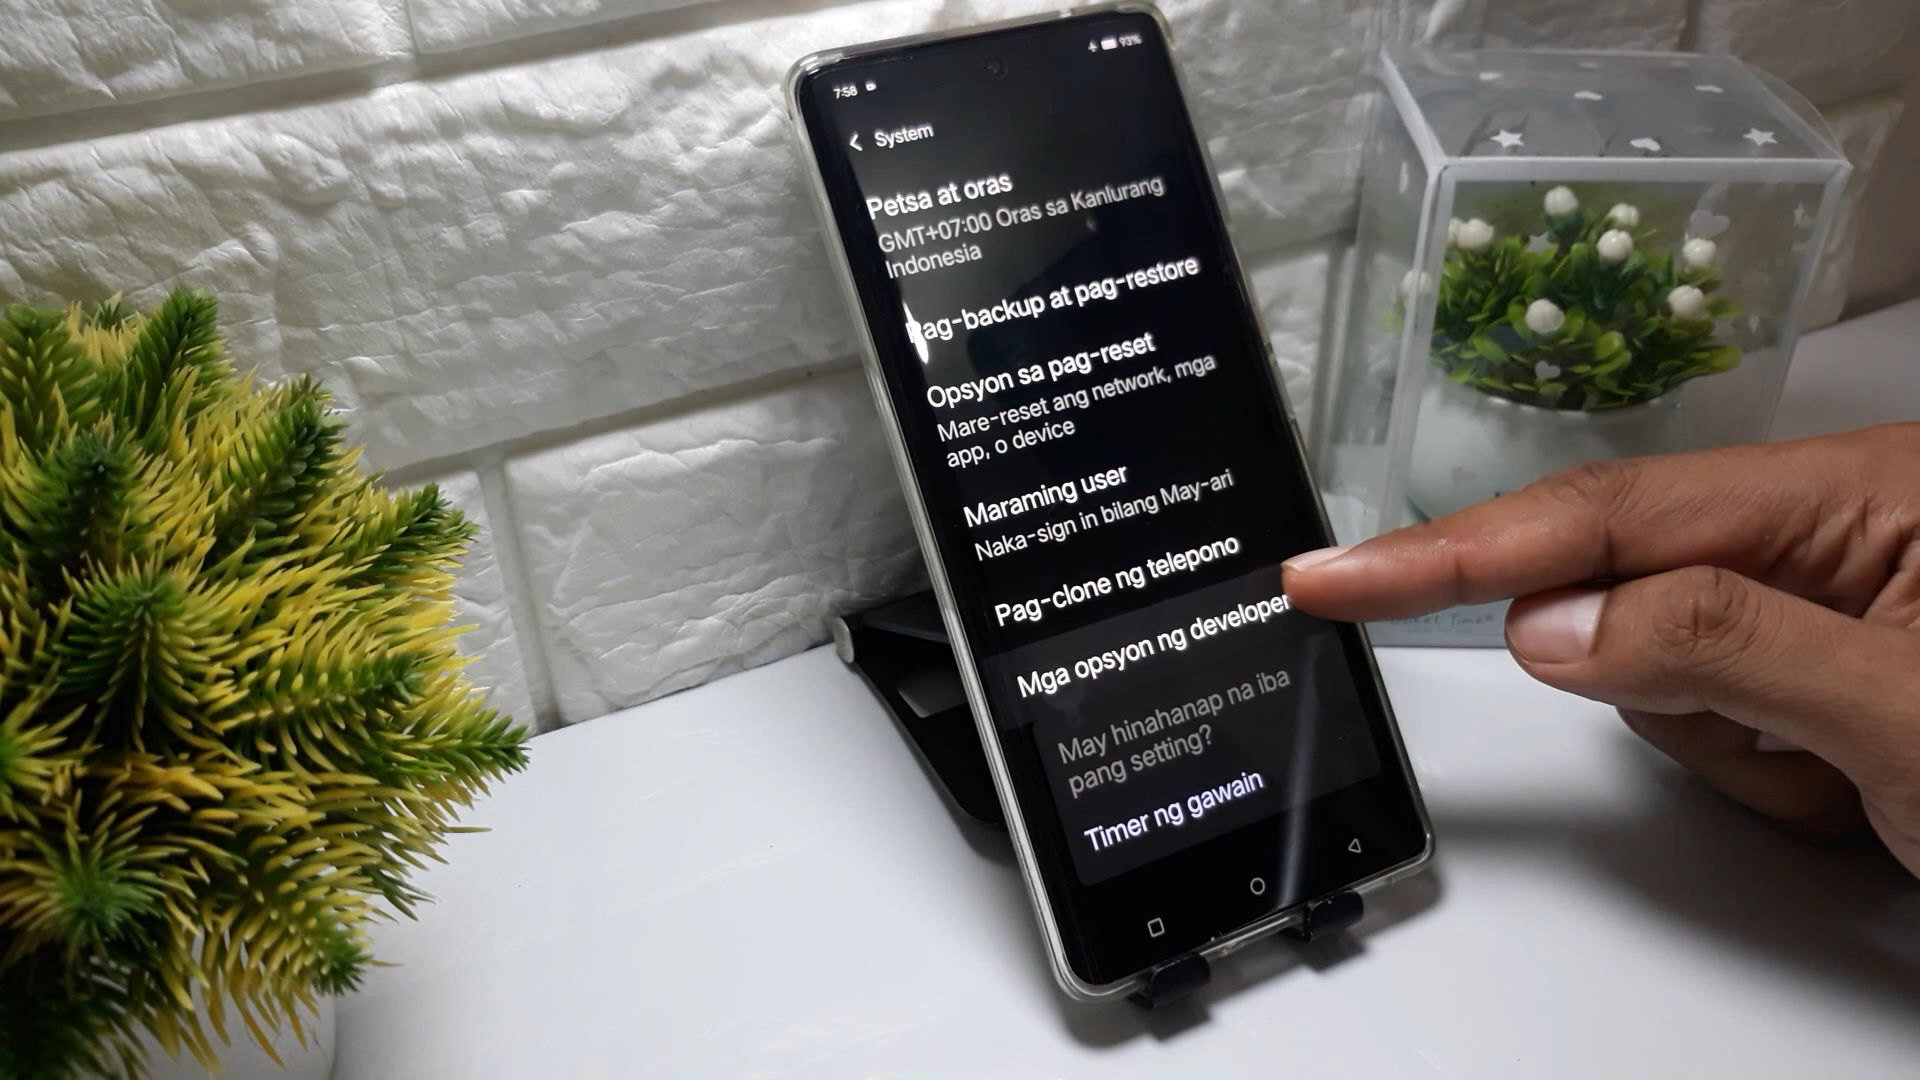 7:58
93%
System
Petsa at oras
GMT+07:00 Oras sa Kanlurang
Indonesia
Pag-backup at pag-restore
Opsyon sa pag-reset
Mare-reset ang network, mga
app, o device
Maraming user
Naka-sign in bilang May-ari
Pag-clone ng telepono
Mga opsyon ng developer
May hinahanap na iba
pang setting?
Timer ng gawain